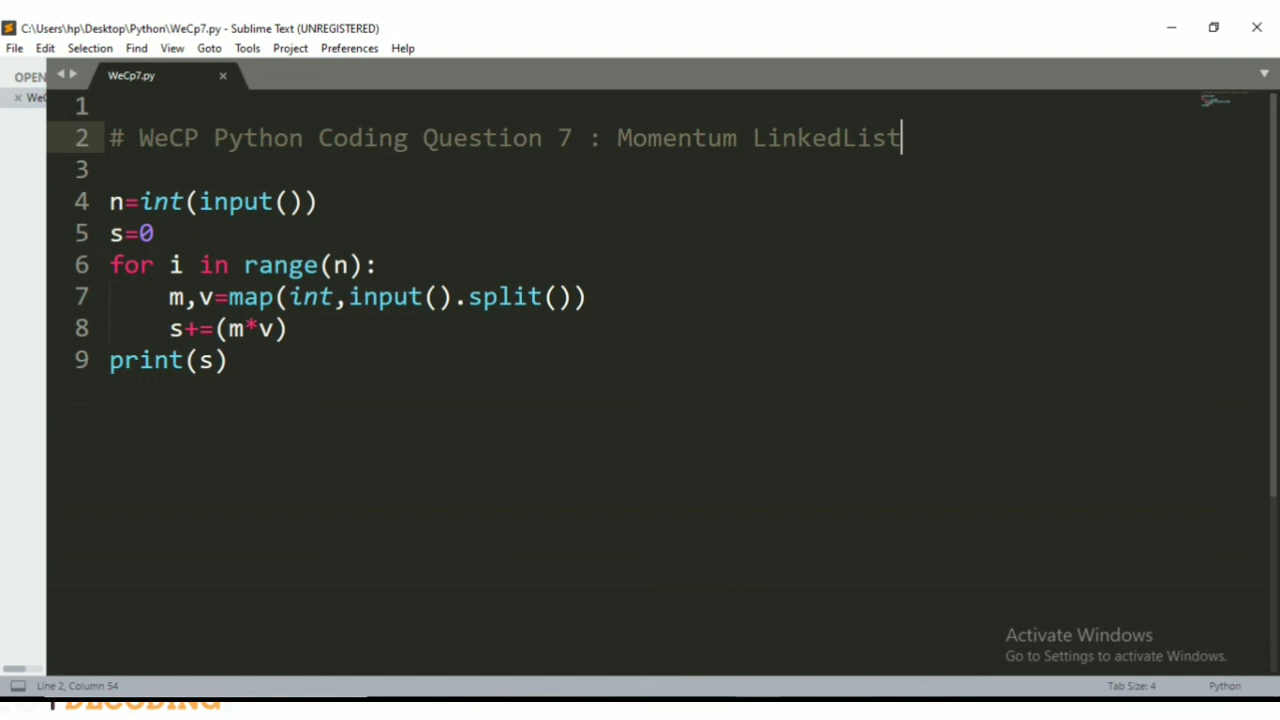 C:\Users\hp\Desktop\Python\WeCp7.py - Sublime Text (UNREGISTERED)
File Edit Selection Find View Goto Tools Project Preferences Help
OPEN WeCp7.py
WeC
1
2 # WeCP Python Coding Question 7 : Momentum LinkedList
3
4 n=int(input())
5 s=0
6 for i in range(n):
7 m,v=map(int,input().split())
8 s+=(m*v)
9 print(s)
Activate Windows
Go to Settings to activate Windows.
Line 2, Column 54 Tab Size: 4 Python
DECODING